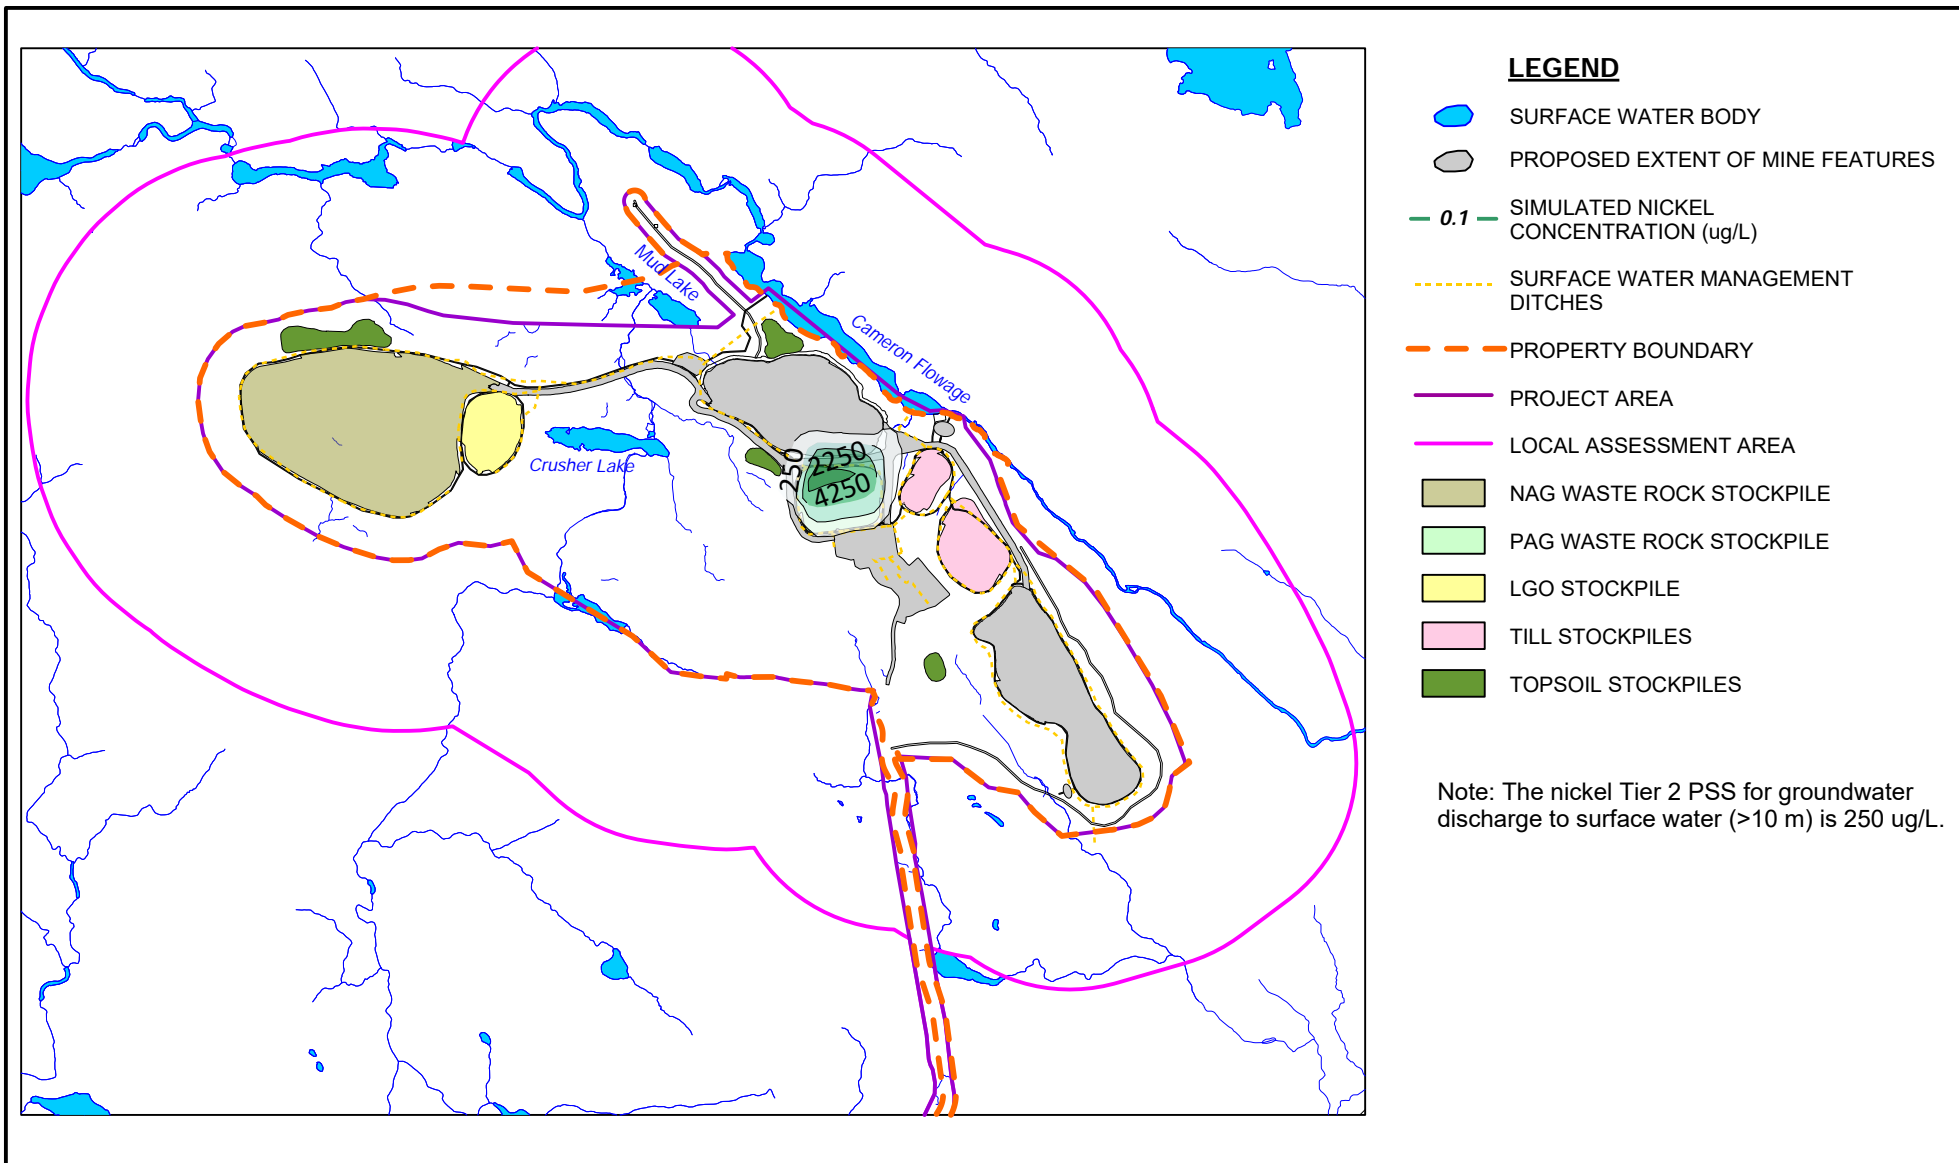 Mud Lake
Cameron Flowage
Crusher Lake
250
2250
4250
LEGEND
SURFACE WATER BODY
PROPOSED EXTENT OF MINE FEATURES
0.1
SIMULATED NICKEL
CONCENTRATION (ug/L)
SURFACE WATER MANAGEMENT
DITCHES
PROPERTY BOUNDARY
PROJECT AREA
LOCAL ASSESSMENT AREA
NAG WASTE ROCK STOCKPILE
PAG WASTE ROCK STOCKPILE
LGO STOCKPILE
TILL STOCKPILES
TOPSOIL STOCKPILES
Note: The nickel Tier 2 PSS for groundwater
discharge to surface water (>10 m) is 250 ug/L.